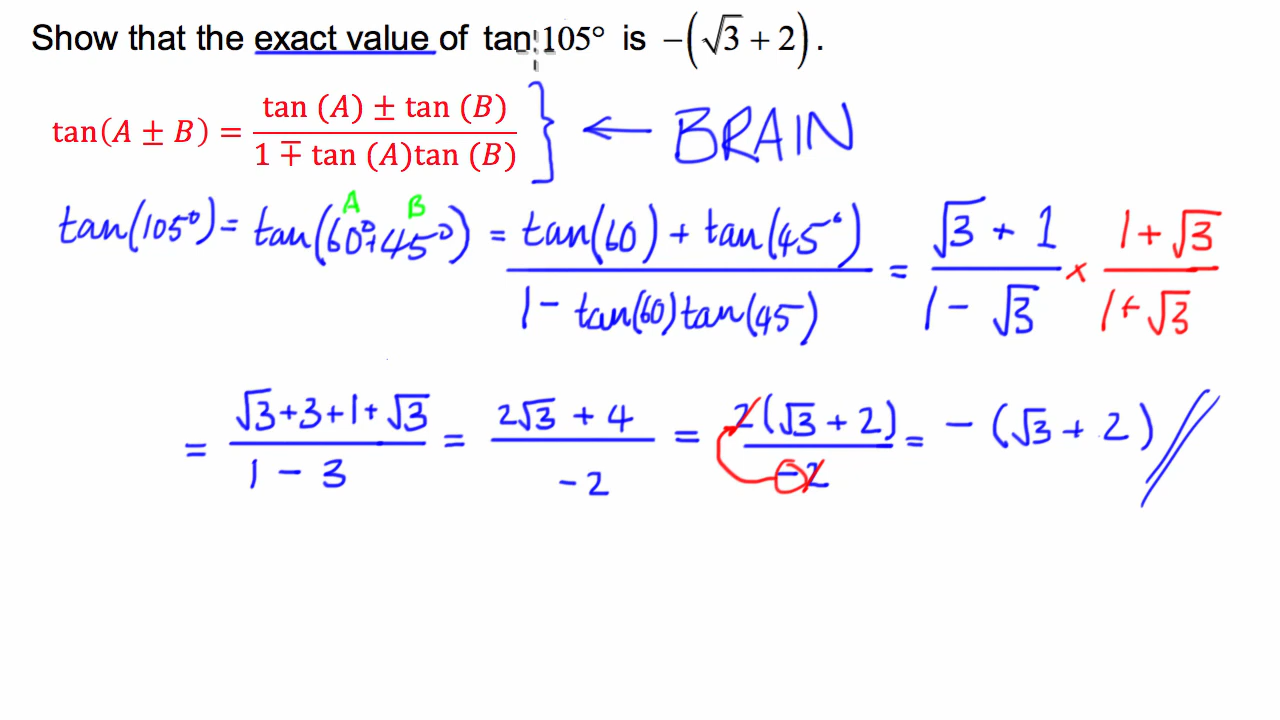 Show that the exact value of tan 105° is −(√3 + 2).
tan(A ± B) = tan (A) ± tan (B) / 1 ∓ tan (A)tan (B) } ← BRAIN
A B
tan(105°) = tan(60°+45°) = tan(60) + tan(45°) / 1 - tan(60)tan(45) = √3 + 1 / 1 - √3 × 1 + √3 / 1 + √3
= √3+3+1+√3 / 1 - 3 = 2√3 + 4 / -2 = 2(√3 + 2) / -2 = - (√3 + 2) //